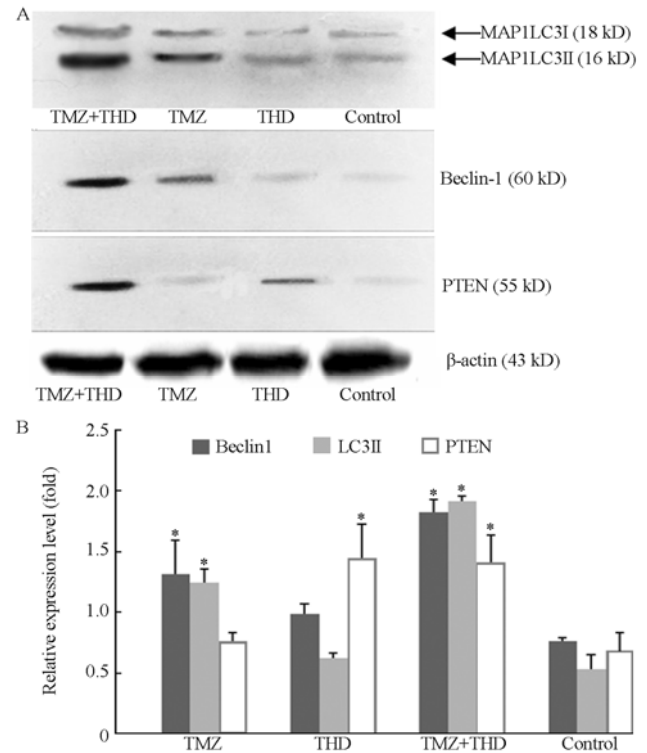 A
MAP1LC3I (18 kD)
MAP1LC3II (16 kD)
TMZ+THD TMZ THD Control
Beclin-1 (60 kD)
PTEN (55 kD)
β-actin (43 kD)
TMZ+THD TMZ THD Control
B
Beclin1 LC3II PTEN
Relative expression level (fold)
2.5
2.0
1.5
1.0
0.5
0
* * * * * *
TMZ THD TMZ+THD Control